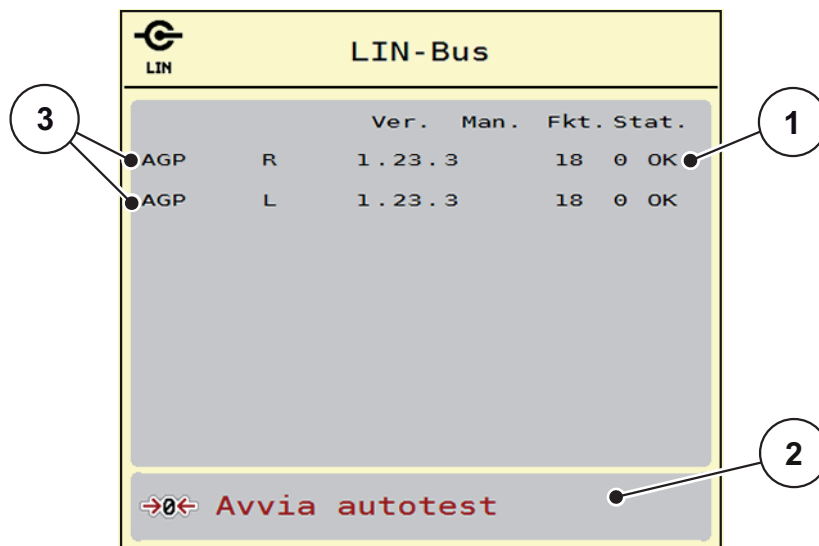 LIN
LIN-Bus
Ver. Man. Fkt. Stat.
AGP R 1.23.3 18 0 OK
AGP L 1.23.3 18 0 OK
→0← Avvia autotest
3
1
2